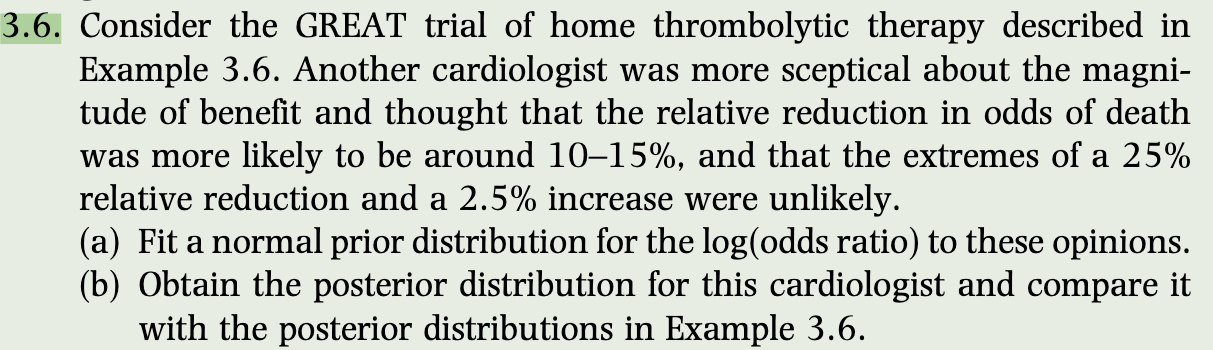 3.6. Consider the GREAT trial of home thrombolytic therapy described in
Example 3.6. Another cardiologist was more sceptical about the magni-
tude of benefit and thought that the relative reduction in odds of death
was more likely to be around 10–15%, and that the extremes of a 25%
relative reduction and a 2.5% increase were unlikely.
(a) Fit a normal prior distribution for the log(odds ratio) to these opinions.
(b) Obtain the posterior distribution for this cardiologist and compare it
with the posterior distributions in Example 3.6.